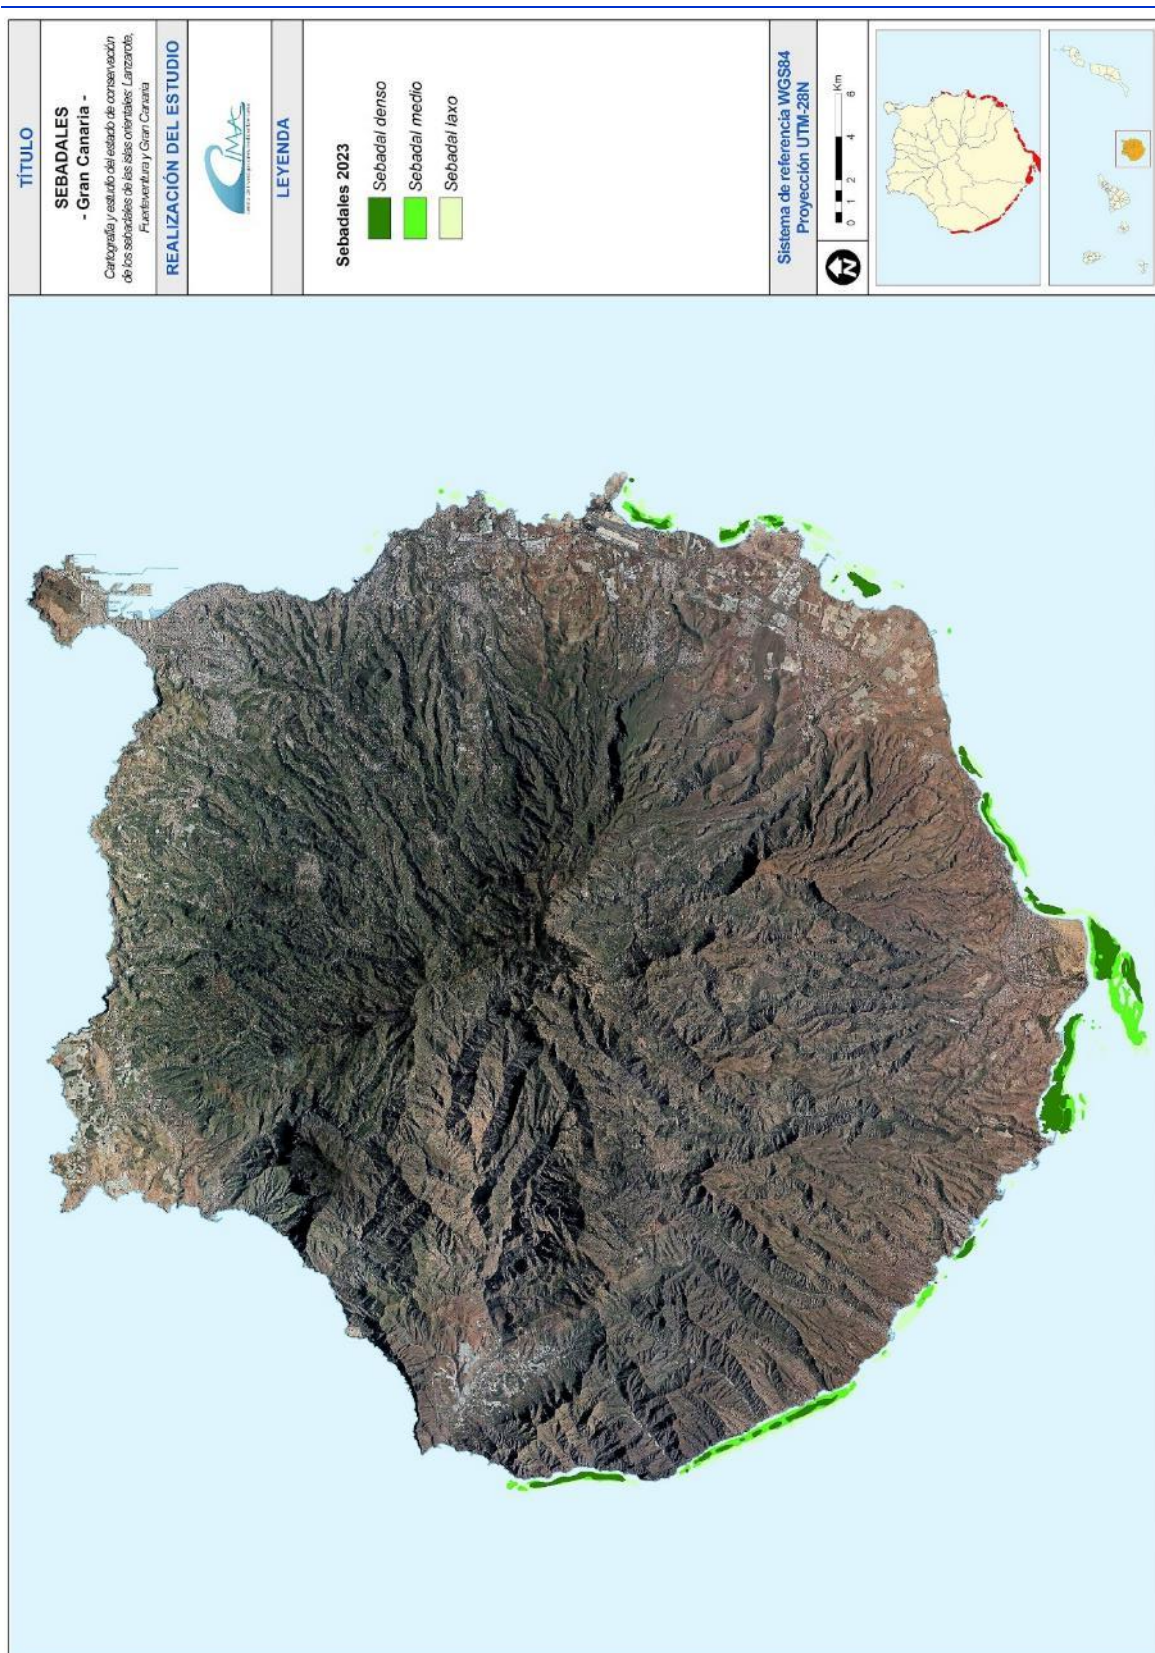 TÍTULO
SEBADALES
- Gran Canaria -
Cartografía y estudio del estado de conservación
de los sebadales de las islas orientales: Lanzarote,
Fuerteventura y Gran Canaria
REALIZACIÓN DEL ESTUDIO
CIMAC
LEYENDA
Sebadales 2023
Sebadal denso
Sebadal medio
Sebadal laxo
Sistema de referencia WGS84
Proyección UTM-28N
N
0 1 2 4 6
Km